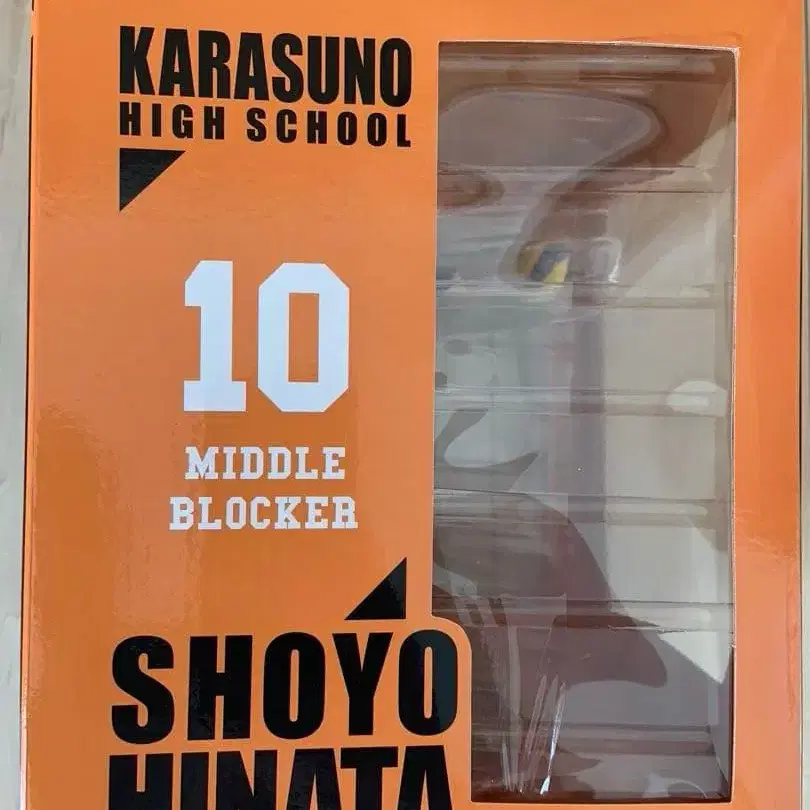 KARASUNO
HIGH SCHOOL
10
MIDDLE
BLOCKER
SHOYO
HINATA